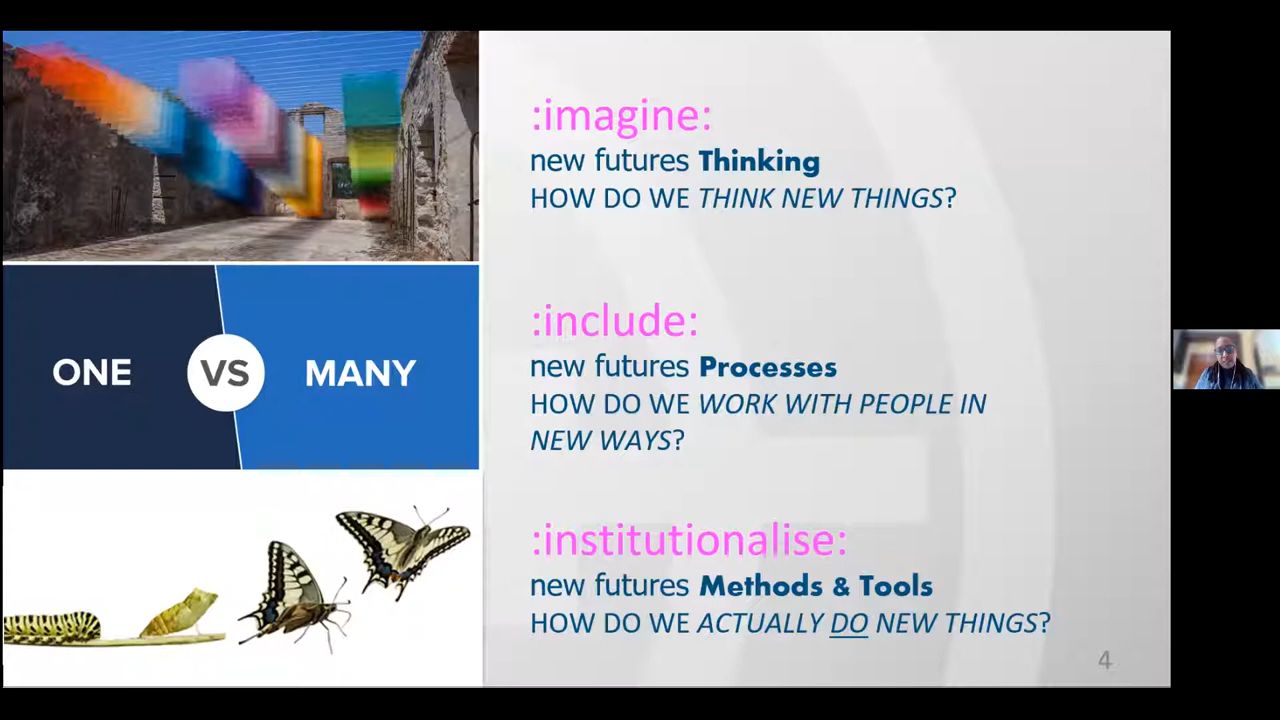 :imagine:
new futures Thinking
HOW DO WE THINK NEW THINGS?
ONE VS MANY
:include:
new futures Processes
HOW DO WE WORK WITH PEOPLE IN
NEW WAYS?
:institutionalise:
new futures Methods & Tools
HOW DO WE ACTUALLY DO NEW THINGS?
4